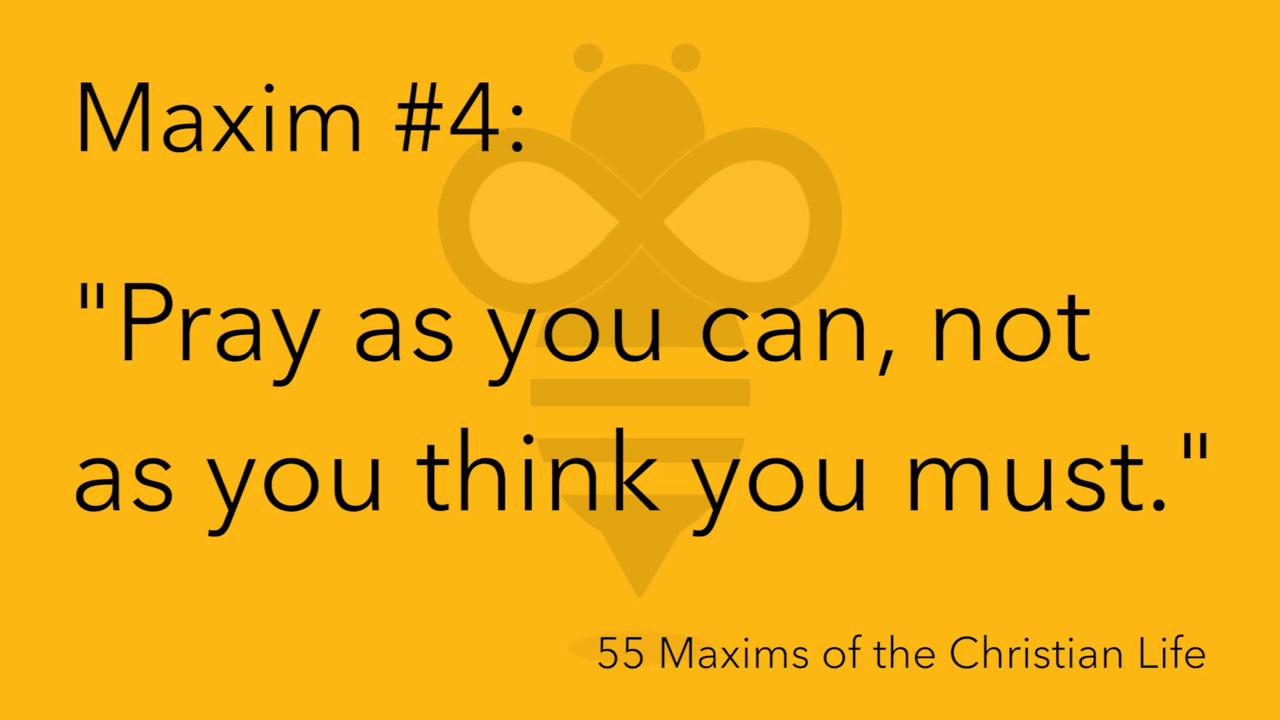 Maxim #4:
"Pray as you can, not
as you think you must."
55 Maxims of the Christian Life